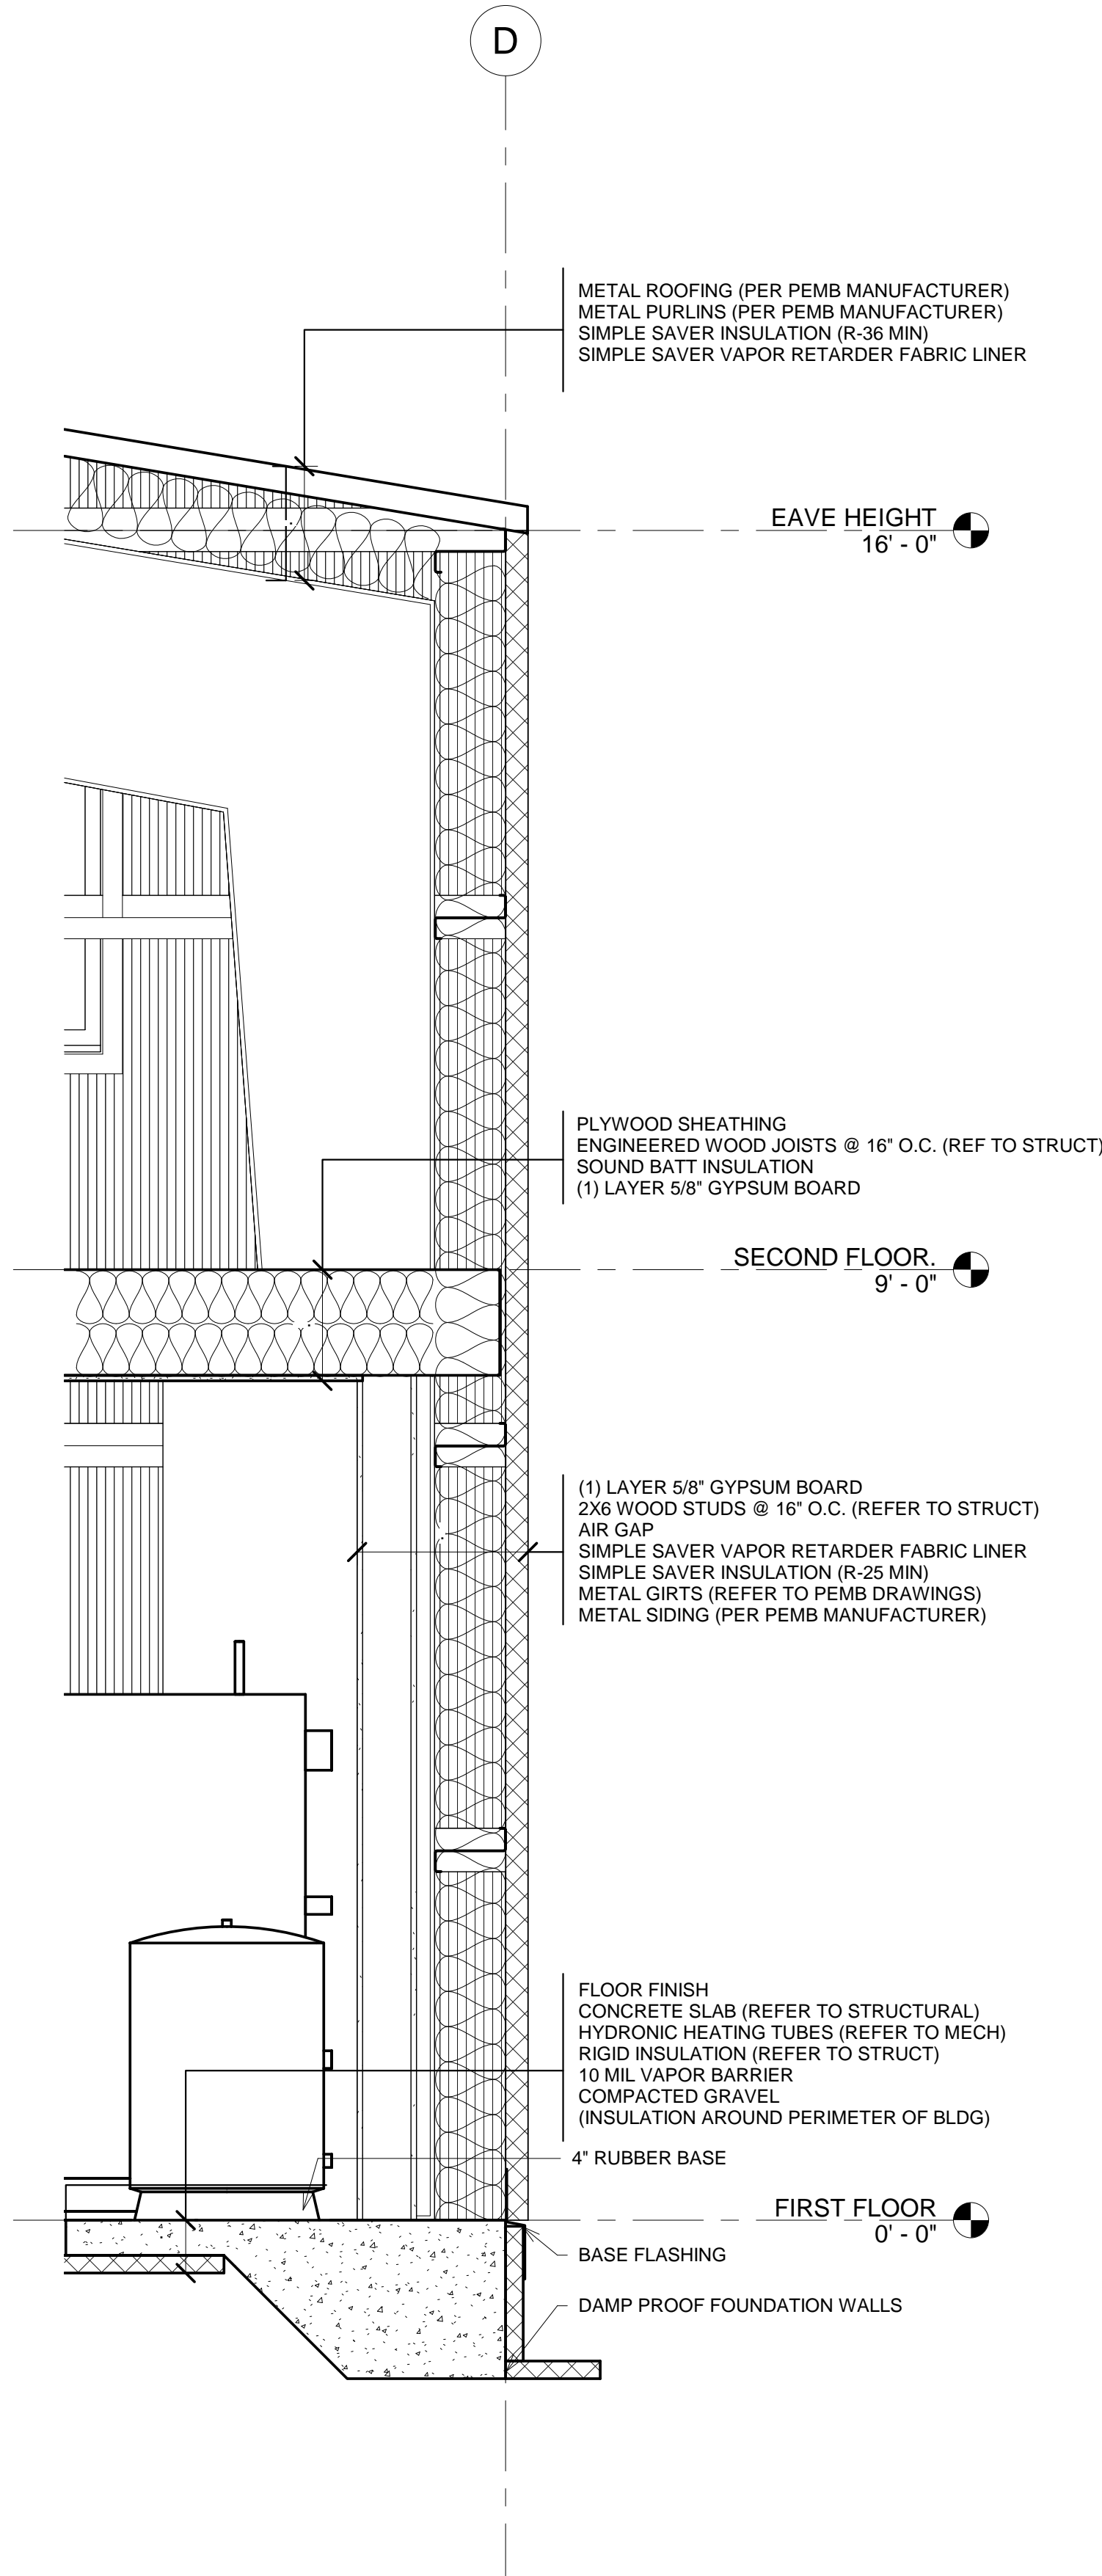 D
METAL ROOFING (PER PEMB MANUFACTURER)
METAL PURLINS (PER PEMB MANUFACTURER)
SIMPLE SAVER INSULATION (R-36 MIN)
SIMPLE SAVER VAPOR RETARDER FABRIC LINER
EAVE HEIGHT
16' - 0"
PLYWOOD SHEATHING
ENGINEERED WOOD JOISTS @ 16" O.C. (REF TO STRUCT)
SOUND BATT INSULATION
(1) LAYER 5/8" GYPSUM BOARD
SECOND FLOOR.
9' - 0"
(1) LAYER 5/8" GYPSUM BOARD
2X6 WOOD STUDS @ 16" O.C. (REFER TO STRUCT)
AIR GAP
SIMPLE SAVER VAPOR RETARDER FABRIC LINER
SIMPLE SAVER INSULATION (R-25 MIN)
METAL GIRTS (REFER TO PEMB DRAWINGS)
METAL SIDING (PER PEMB MANUFACTURER)
FLOOR FINISH
CONCRETE SLAB (REFER TO STRUCTURAL)
HYDRONIC HEATING TUBES (REFER TO MECH)
RIGID INSULATION (REFER TO STRUCT)
10 MIL VAPOR BARRIER
COMPACTED GRAVEL
(INSULATION AROUND PERIMETER OF BLDG)
4" RUBBER BASE
FIRST FLOOR
0' - 0"
BASE FLASHING
DAMP PROOF FOUNDATION WALLS